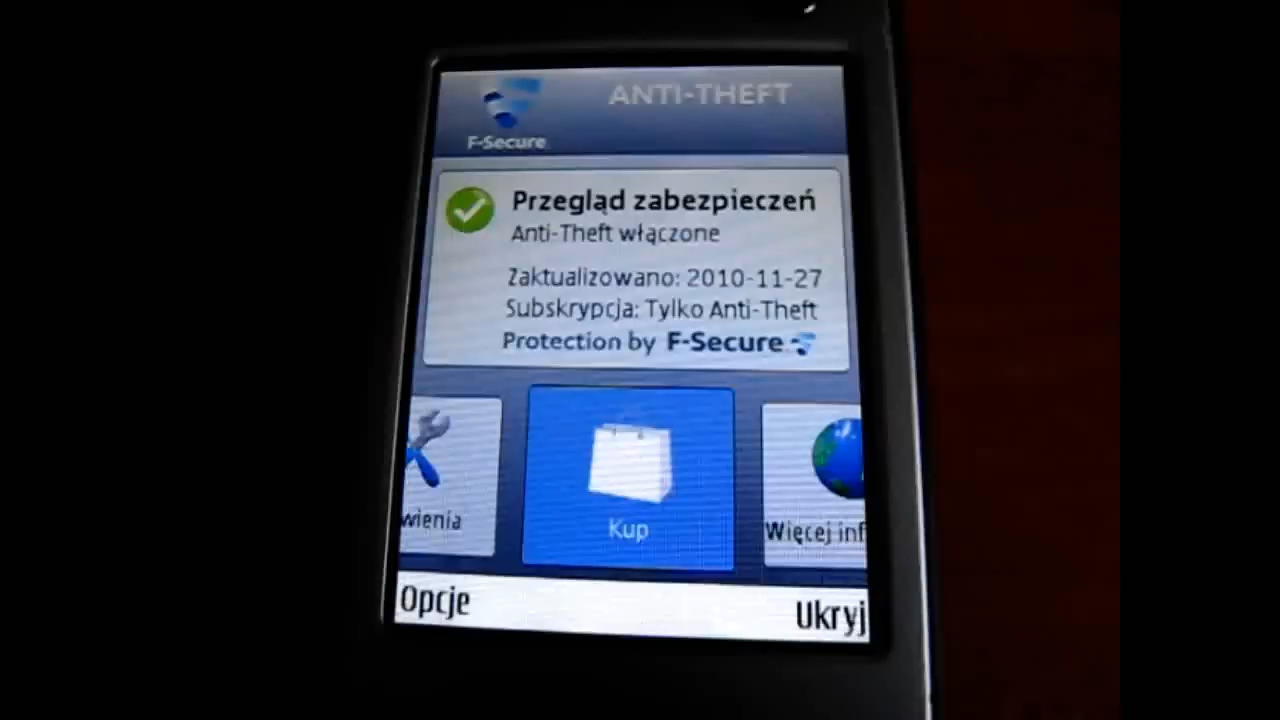 ANTI-THEFT
F-Secure
Przegląd zabezpieczeń
Anti-Theft włączone
Zaktualizowano: 2010-11-27
Subskrypcja: Tylko Anti-Theft
Protection by F-Secure
wienia
Kup
Więcej inf
Opcje
Ukryj